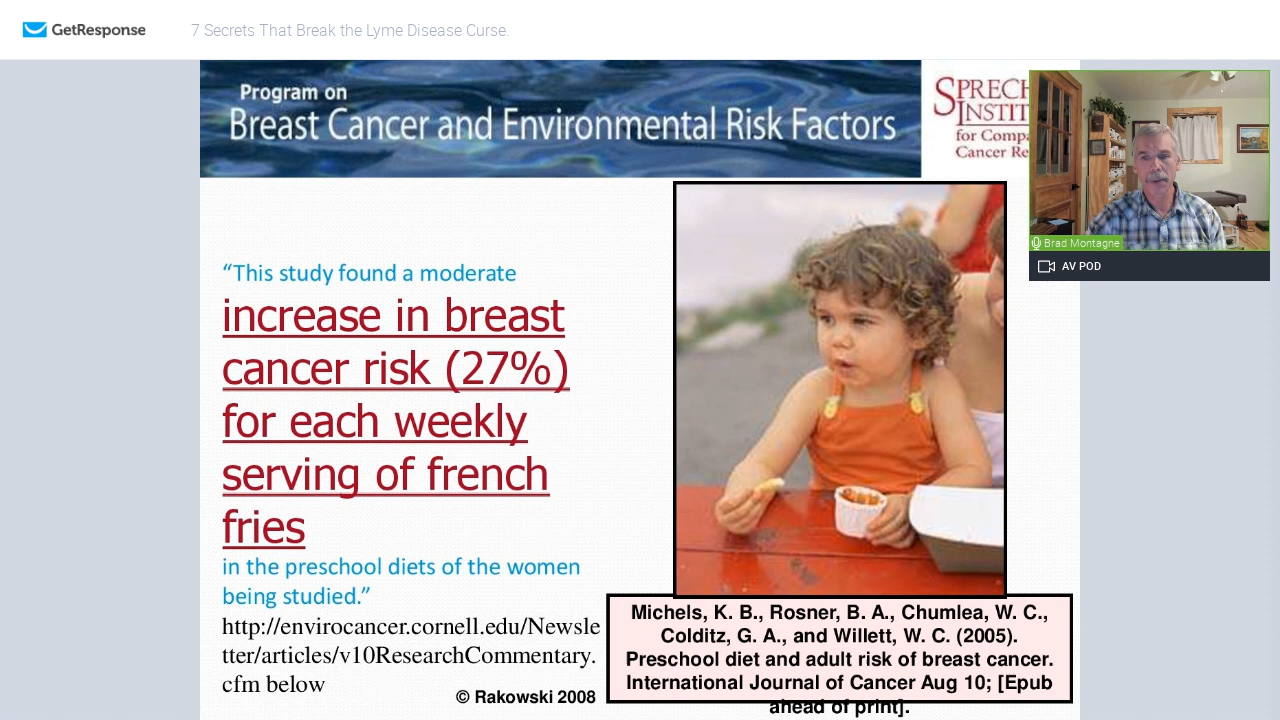 GetResponse
7 Secrets That Break the Lyme Disease Curse.
Program on
Breast Cancer and Environmental Risk Factors
SPRECH
INSTIT
for Compa
Cancer Re
Brad Montagne
AV POD
“This study found a moderate
increase in breast
cancer risk (27%)
for each weekly
serving of french
fries
in the preschool diets of the women
being studied.”
http://envirocancer.cornell.edu/Newsle
tter/articles/v10ResearchCommentary.
cfm below
© Rakowski 2008
Michels, K. B., Rosner, B. A., Chumlea, W. C.,
Colditz, G. A., and Willett, W. C. (2005).
Preschool diet and adult risk of breast cancer.
International Journal of Cancer Aug 10; [Epub
ahead of print].